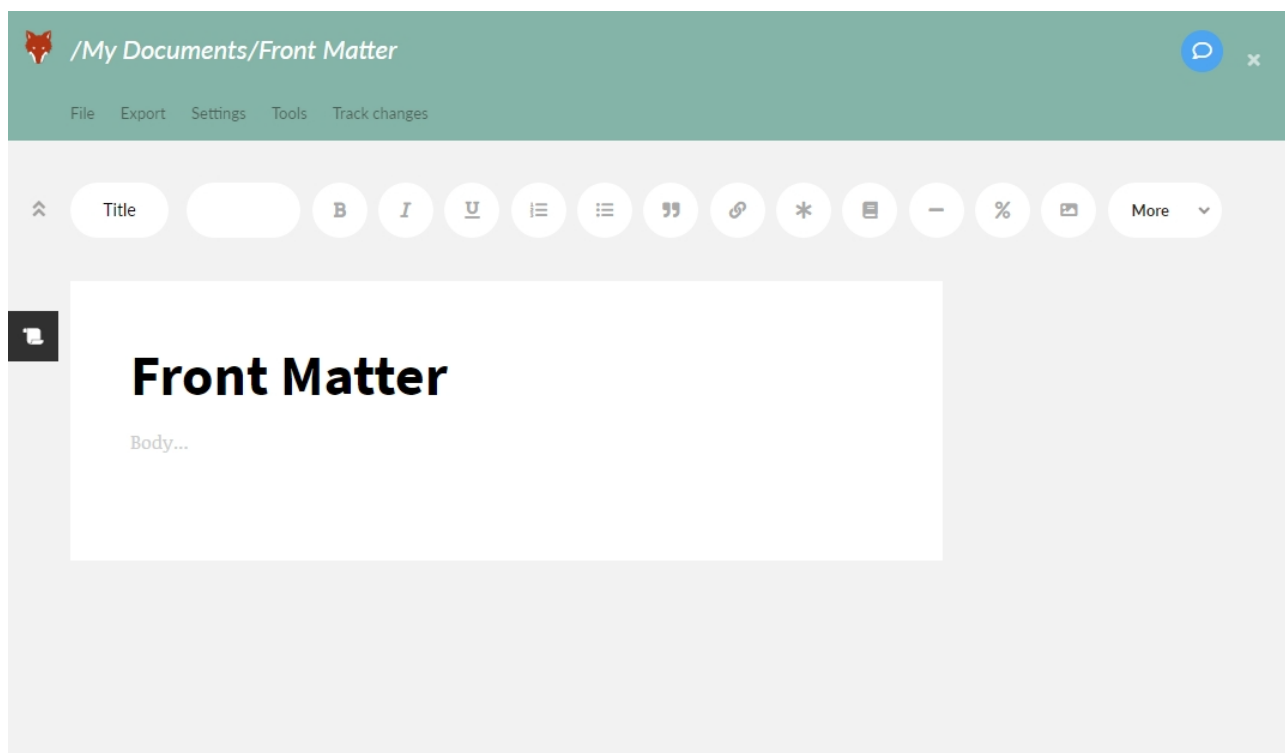 /My Documents/Front Matter
File Export Settings Tools Track changes
Title B I U % More
Front Matter
Body...